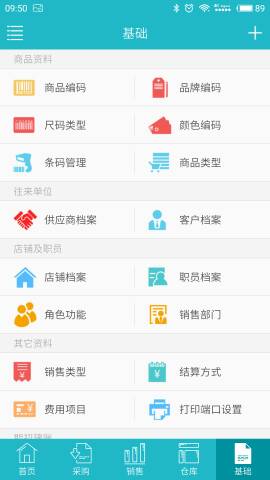 09:50
89
基础
商品资料
商品编码 品牌编码
尺码类型 颜色编码
条码管理 商品类型
往来单位
供应商档案 客户档案
店铺及职员
店铺档案 职员档案
角色功能 销售部门
其它资料
销售类型 结算方式
费用项目 打印端口设置
首页 采购 销售 仓库 基础